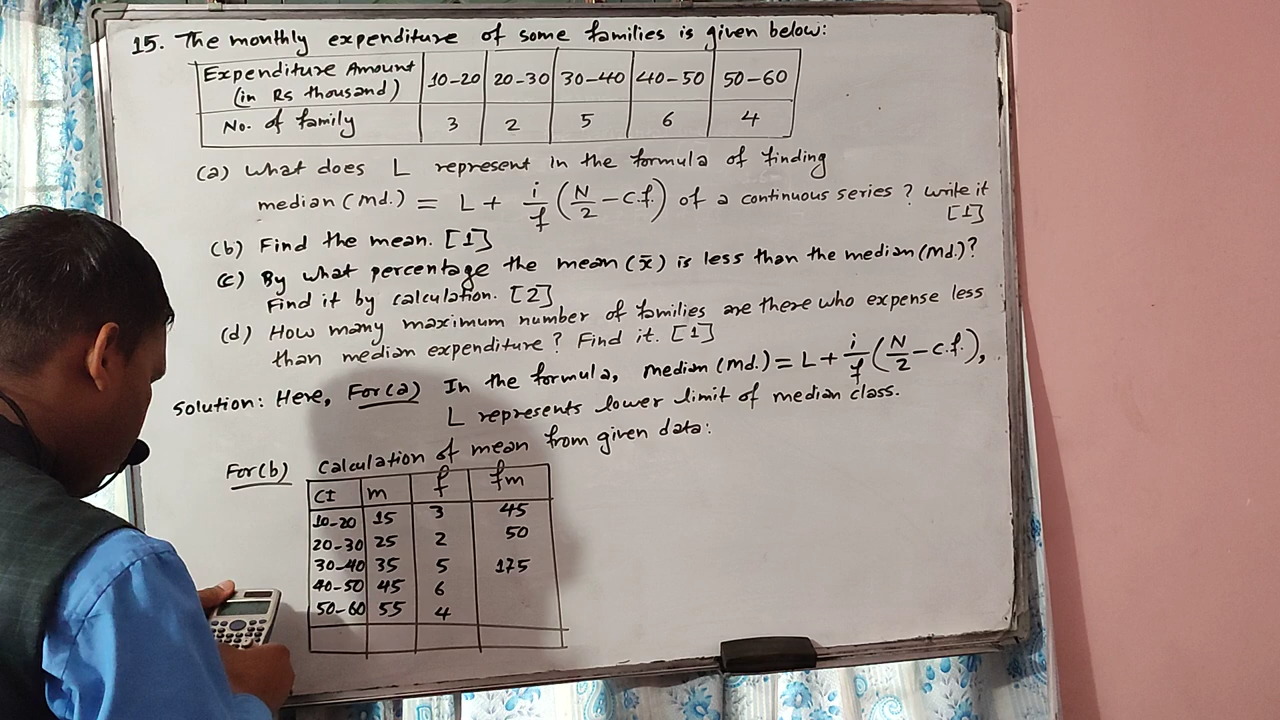 15. The monthly expenditure of some families is given below:
Expenditure Amount (in Rs thousand) 10-20 20-30 30-40 40-50 50-60
No. of family 3 2 5 6 4
(a) What does L represent in the formula of finding
median (Md.) = L + i/f (N/2 - c.f.) of a continuous series? Write it
[1]
(b) Find the mean. [1]
(c) By what percentage the mean (x̄) is less than the median (Md.)?
Find it by calculation. [2]
(d) How many maximum number of families are there who expense less
than median expenditure? Find it. [1]
Solution: Here, For(a) In the formula, median (Md.) = L + i/f (N/2 - c.f.),
L represents lower limit of median class.
For(b) Calculation of mean from given data:
CI m f fm
10-20 15 3 45
20-30 25 2 50
30-40 35 5 175
40-50 45 6
50-60 55 4